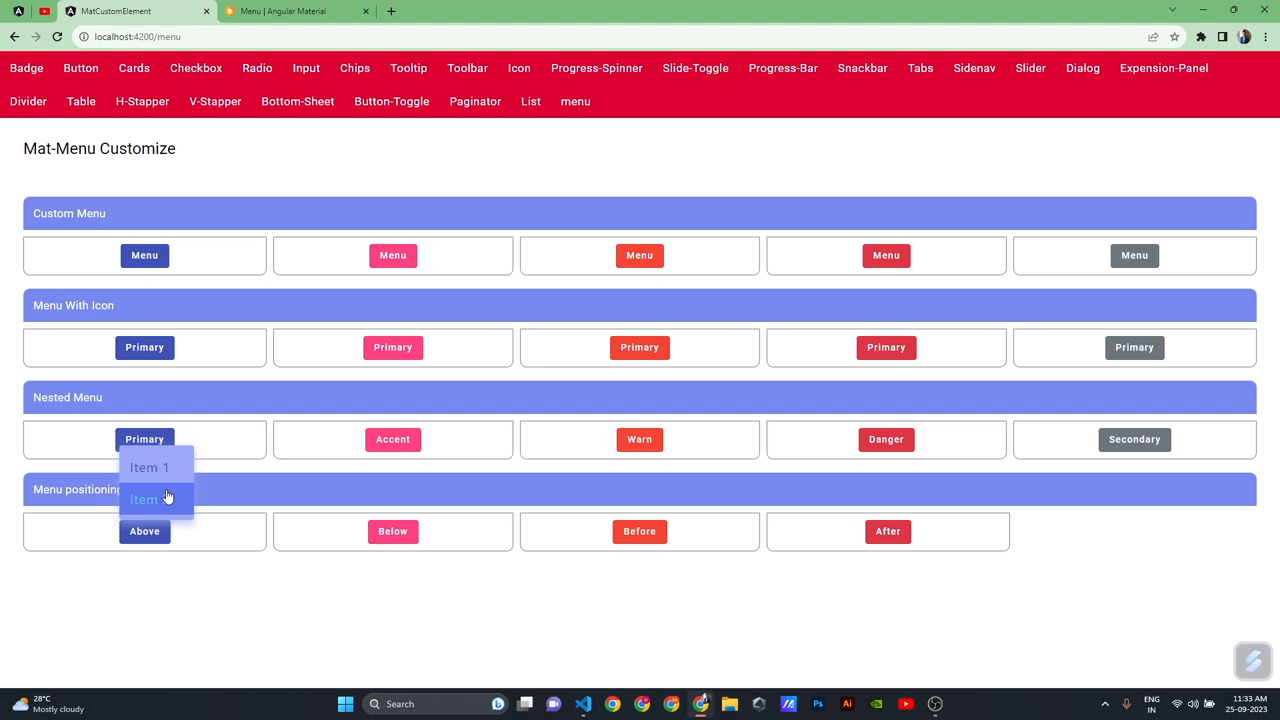 MatCustomElement
Menu | Angular Material
localhost:4200/menu
Badge Button Cards Checkbox Radio Input Chips Tooltip Toolbar Icon Progress-Spinner Slide-Toggle Progress-Bar Snackbar Tabs Sidenav Slider Dialog Expension-Panel
Divider Table H-Stapper V-Stapper Bottom-Sheet Button-Toggle Paginator List menu
Mat-Menu Customize
Custom Menu
Menu Menu Menu Menu Menu
Menu With Icon
Primary Primary Primary Primary Primary
Nested Menu
Primary Accent Warn Danger Secondary
Item 1
Menu positioning
Item
Above Below Before After
28°C
Mostly cloudy
Search
Ps
Ai
ENG
IN
11:33 AM
25-09-2023